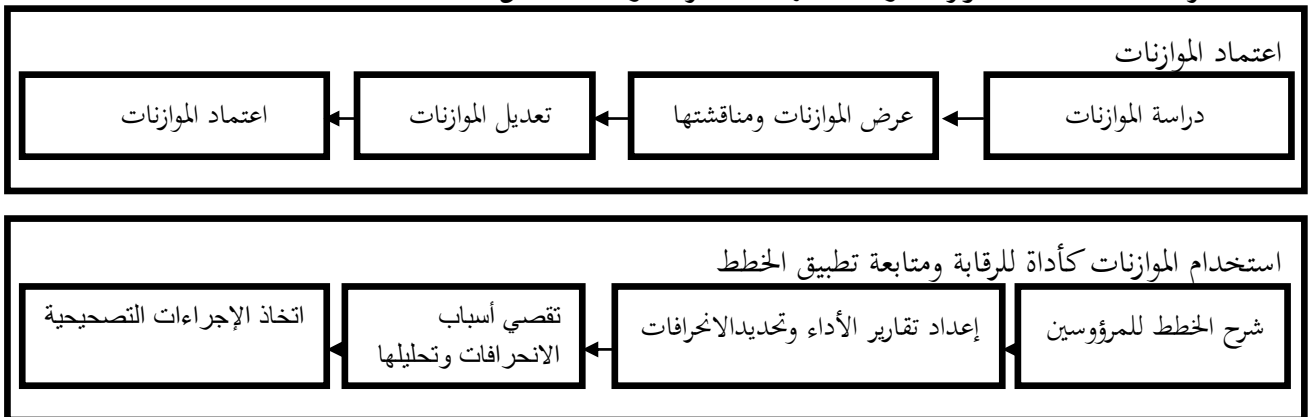 اعتماد الموازنات
دراسة الموازنات
عرض الموازنات ومناقشتها
تعديل الموازنات
اعتماد الموازنات
استخدام الموازنات كأداة للرقابة ومتابعة تطبيق الخطط
شرح الخطط للمرؤوسين
إعداد تقارير الأداء وتحديدالانحرافات
تقصي أسباب
الانحرافات وتحليلها
اتخاذ الإجراءات التصحيحية